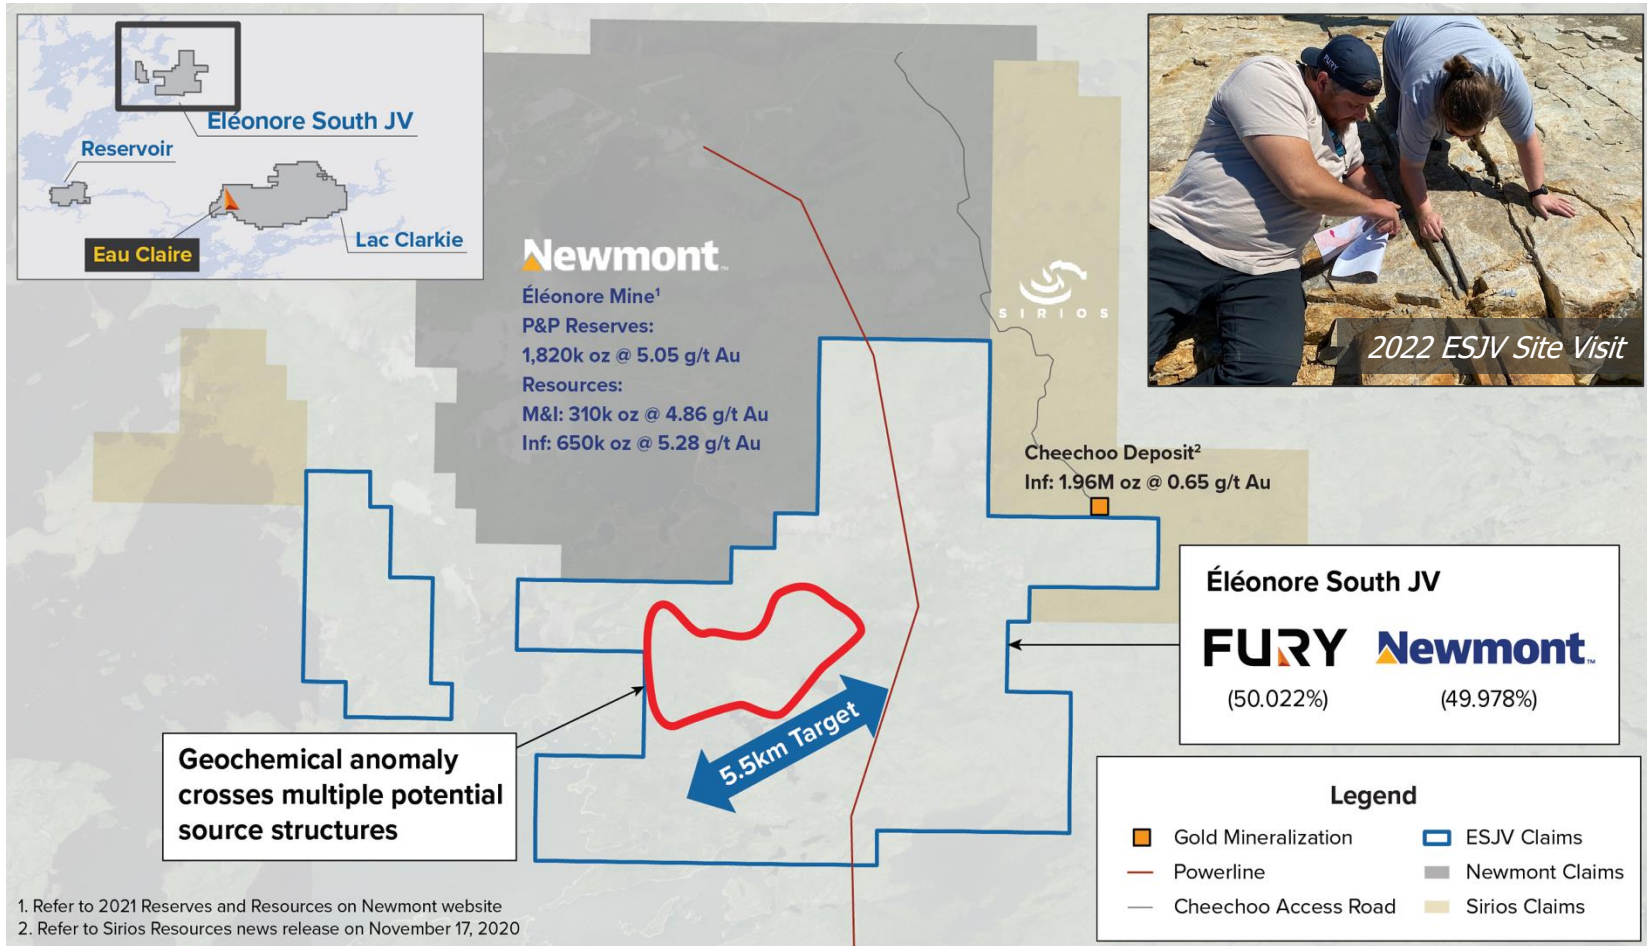 Eléonore South JV
Reservoir
Eau Claire
Lac Clarkie
Newmont™
Éléonore Mine¹
P&P Reserves:
1,820k oz @ 5.05 g/t Au
Resources:
M&I: 310k oz @ 4.86 g/t Au
Inf: 650k oz @ 5.28 g/t Au
SIRIOS
FURY
2022 ESJV Site Visit
Cheechoo Deposit²
Inf: 1.96M oz @ 0.65 g/t Au
Éléonore South JV
FURY Newmont™
(50.022%) (49.978%)
5.5km Target
Geochemical anomaly
crosses multiple potential
source structures
Legend
Gold Mineralization ESJV Claims
Powerline Newmont Claims
Cheechoo Access Road Sirios Claims
1. Refer to 2021 Reserves and Resources on Newmont website
2. Refer to Sirios Resources news release on November 17, 2020